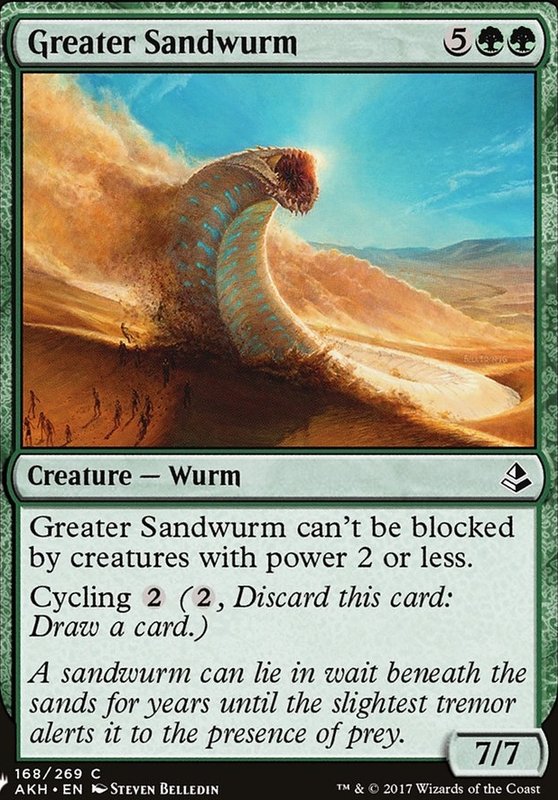 Greater Sandwurm 5
Creature — Wurm
Greater Sandwurm can't be blocked
by creatures with power 2 or less.
Cycling 2 (2, Discard this card:
Draw a card.)
A sandwurm can lie in wait beneath the
sands for years until the slightest tremor
alerts it to the presence of prey.
7/7
168/269 C
AKH • EN Steven Belledin
™ & © 2017 Wizards of the Coast